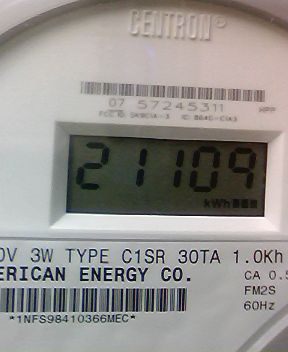 CENTRON®
07 57245311 HPP
21109
kWh
0V 3W TYPE C1SR 30TA 1.0Kh
ERICAN ENERGY CO. CA 0.5
FM2S
*1NFS98410366MEC* 60Hz